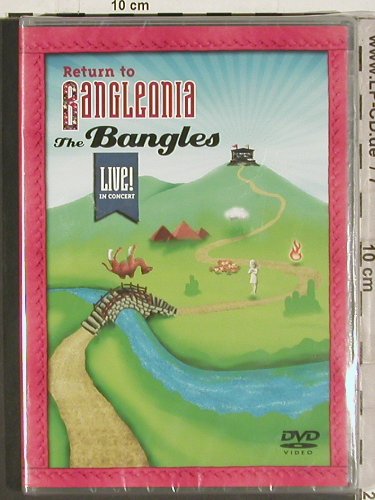 10 cm
Return to
BANGLEONIA
The Bangles
LIVE!
IN CONCERT
DVD
VIDEO
10 cm